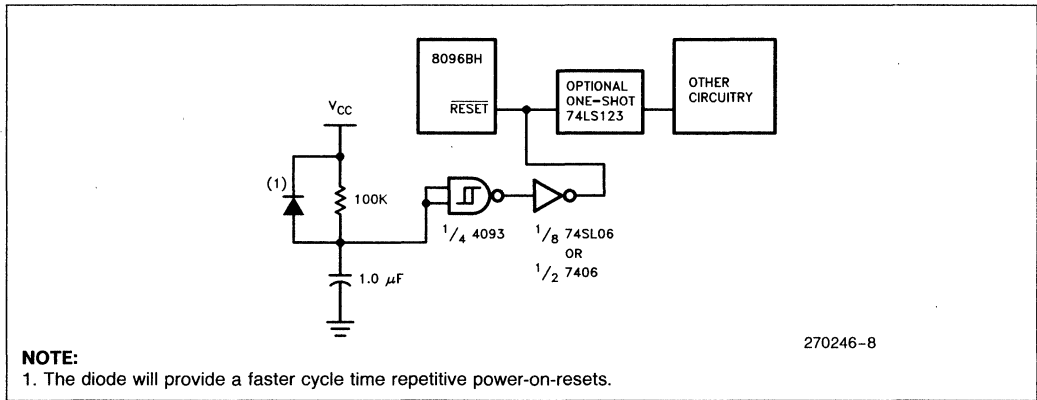 8096BH
RESET
OPTIONAL
ONE-SHOT
74LS123
OTHER
CIRCUITRY
VCC
(1)
100K
1/4 4093
1/8 74SL06
OR
1/2 7406
1.0 μF
270246-8
NOTE:
1. The diode will provide a faster cycle time repetitive power-on-resets.